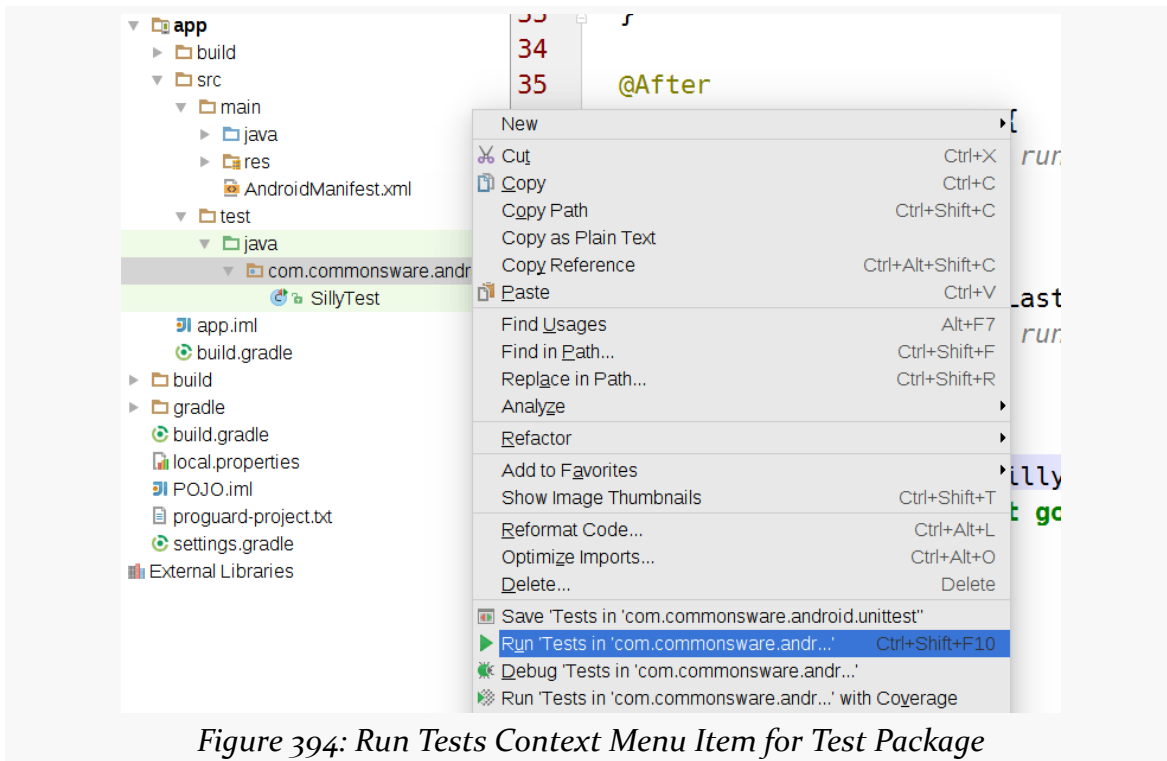 app
build
src
main
java
res
AndroidManifest.xml
test
java
com.commonsware.andr
SillyTest
app.iml
build.gradle
build
gradle
build.gradle
local.properties
POJO.iml
proguard-project.txt
settings.gradle
External Libraries
}
34
35 @After
{
run
Last
run
illy
t go
New
Cut Ctrl+X
Copy Ctrl+C
Copy Path Ctrl+Shift+C
Copy as Plain Text
Copy Reference Ctrl+Alt+Shift+C
Paste Ctrl+V
Find Usages Alt+F7
Find in Path... Ctrl+Shift+F
Replace in Path... Ctrl+Shift+R
Analyze
Refactor
Add to Favorites
Show Image Thumbnails Ctrl+Shift+T
Reformat Code... Ctrl+Alt+L
Optimize Imports... Ctrl+Alt+O
Delete... Delete
Save 'Tests in 'com.commonsware.android.unittest''
Run 'Tests in 'com.commonsware.andr...' Ctrl+Shift+F10
Debug 'Tests in 'com.commonsware.andr...'
Run 'Tests in 'com.commonsware.andr...' with Coverage
Figure 394: Run Tests Context Menu Item for Test Package